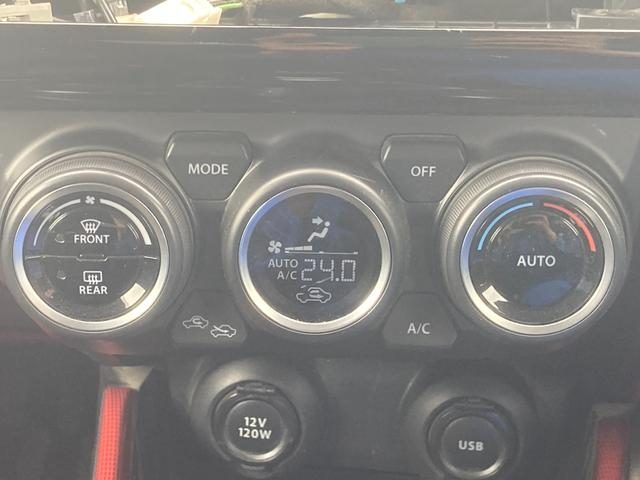 MODE
OFF
FRONT
REAR
AUTO
A/C 24.0
AUTO
A/C
12V
120W
USB